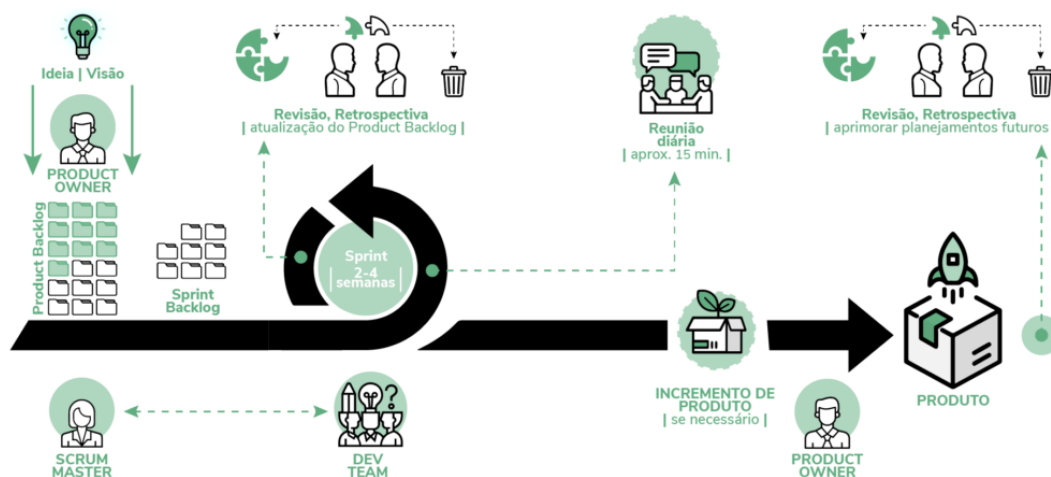 Ideia | Visão
PRODUCT
OWNER
Product Backlog
Sprint
Backlog
Revisão, Retrospectiva
| atualização do Product Backlog |
Sprint
2-4
| semanas |
Reunião
diária
| aprox. 15 min. |
Revisão, Retrospectiva
| aprimorar planejamentos futuros |
SCRUM
MASTER
DEV
TEAM
?
INCREMENTO DE
PRODUTO
| se necessário |
PRODUCT
OWNER
PRODUTO